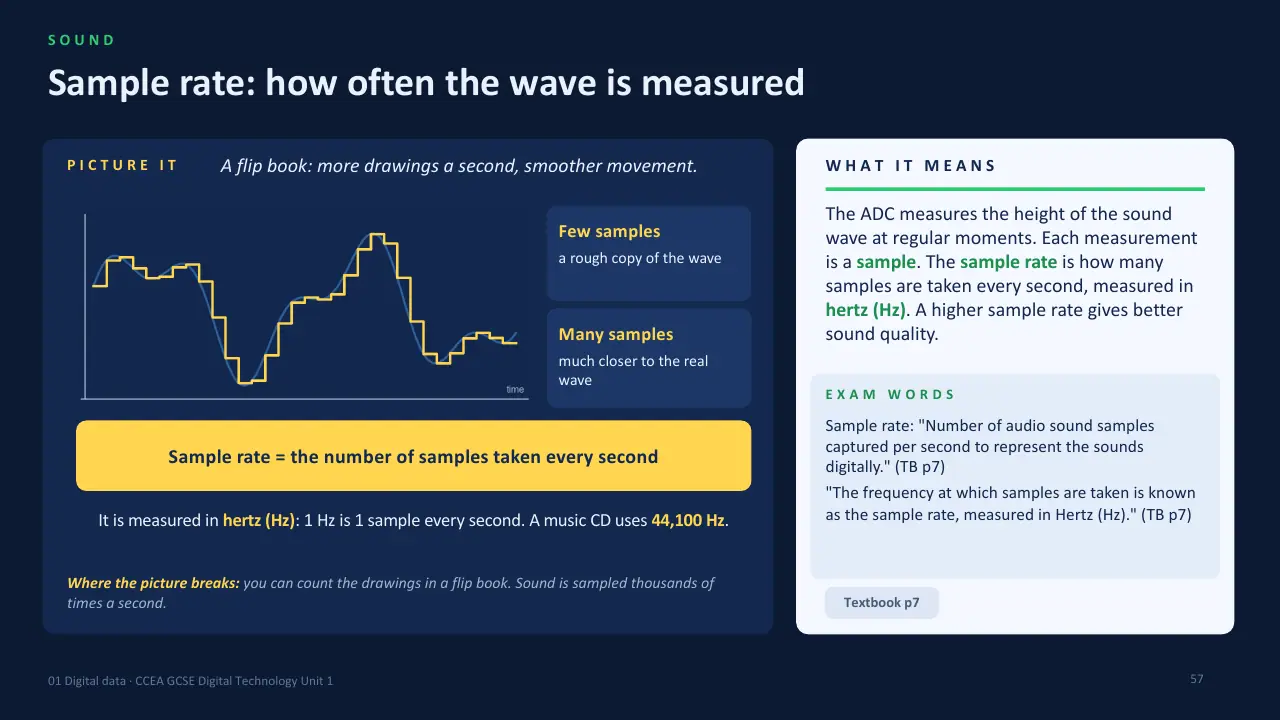 SOUND
Sample rate: how often the wave is measured
PICTURE IT
A flip book: more drawings a second, smoother movement.
Few samples
a rough copy of the wave
Many samples
much closer to the real
wave
time
Sample rate = the number of samples taken every second
It is measured in hertz (Hz): 1 Hz is 1 sample every second. A music CD uses 44,100 Hz.
Where the picture breaks: you can count the drawings in a flip book. Sound is sampled thousands of
times a second.
WHAT IT MEANS
The ADC measures the height of the sound
wave at regular moments. Each measurement
is a sample. The sample rate is how many
samples are taken every second, measured in
hertz (Hz). A higher sample rate gives better
sound quality.
EXAM WORDS
Sample rate: "Number of audio sound samples
captured per second to represent the sounds
digitally." (TB p7)
"The frequency at which samples are taken is known
as the sample rate, measured in Hertz (Hz)." (TB p7)
Textbook p7
01 Digital data · CCEA GCSE Digital Technology Unit 1
57